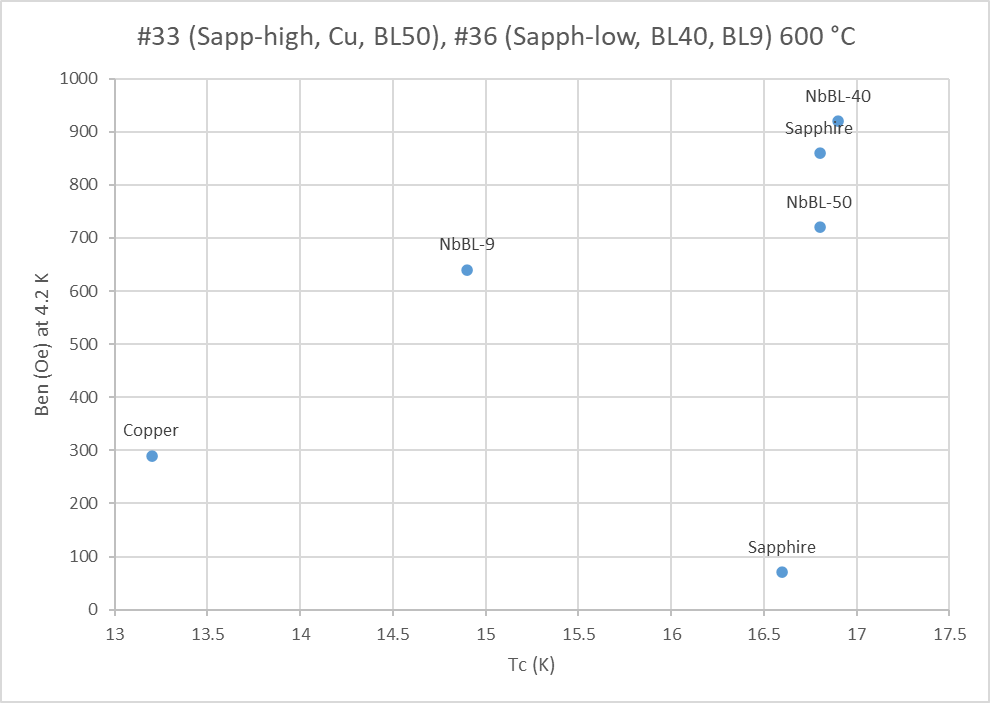 #33 (Sapp-high, Cu, BL50), #36 (Sapph-low, BL40, BL9) 600 °C
1000
900
800
700
600
500
400
300
200
100
0
Ben (Oe) at 4.2 K
NbBL-40
Sapphire
NbBL-50
NbBL-9
Copper
Sapphire
13
13.5
14
14.5
15
15.5
16
16.5
17
17.5
Tc (K)